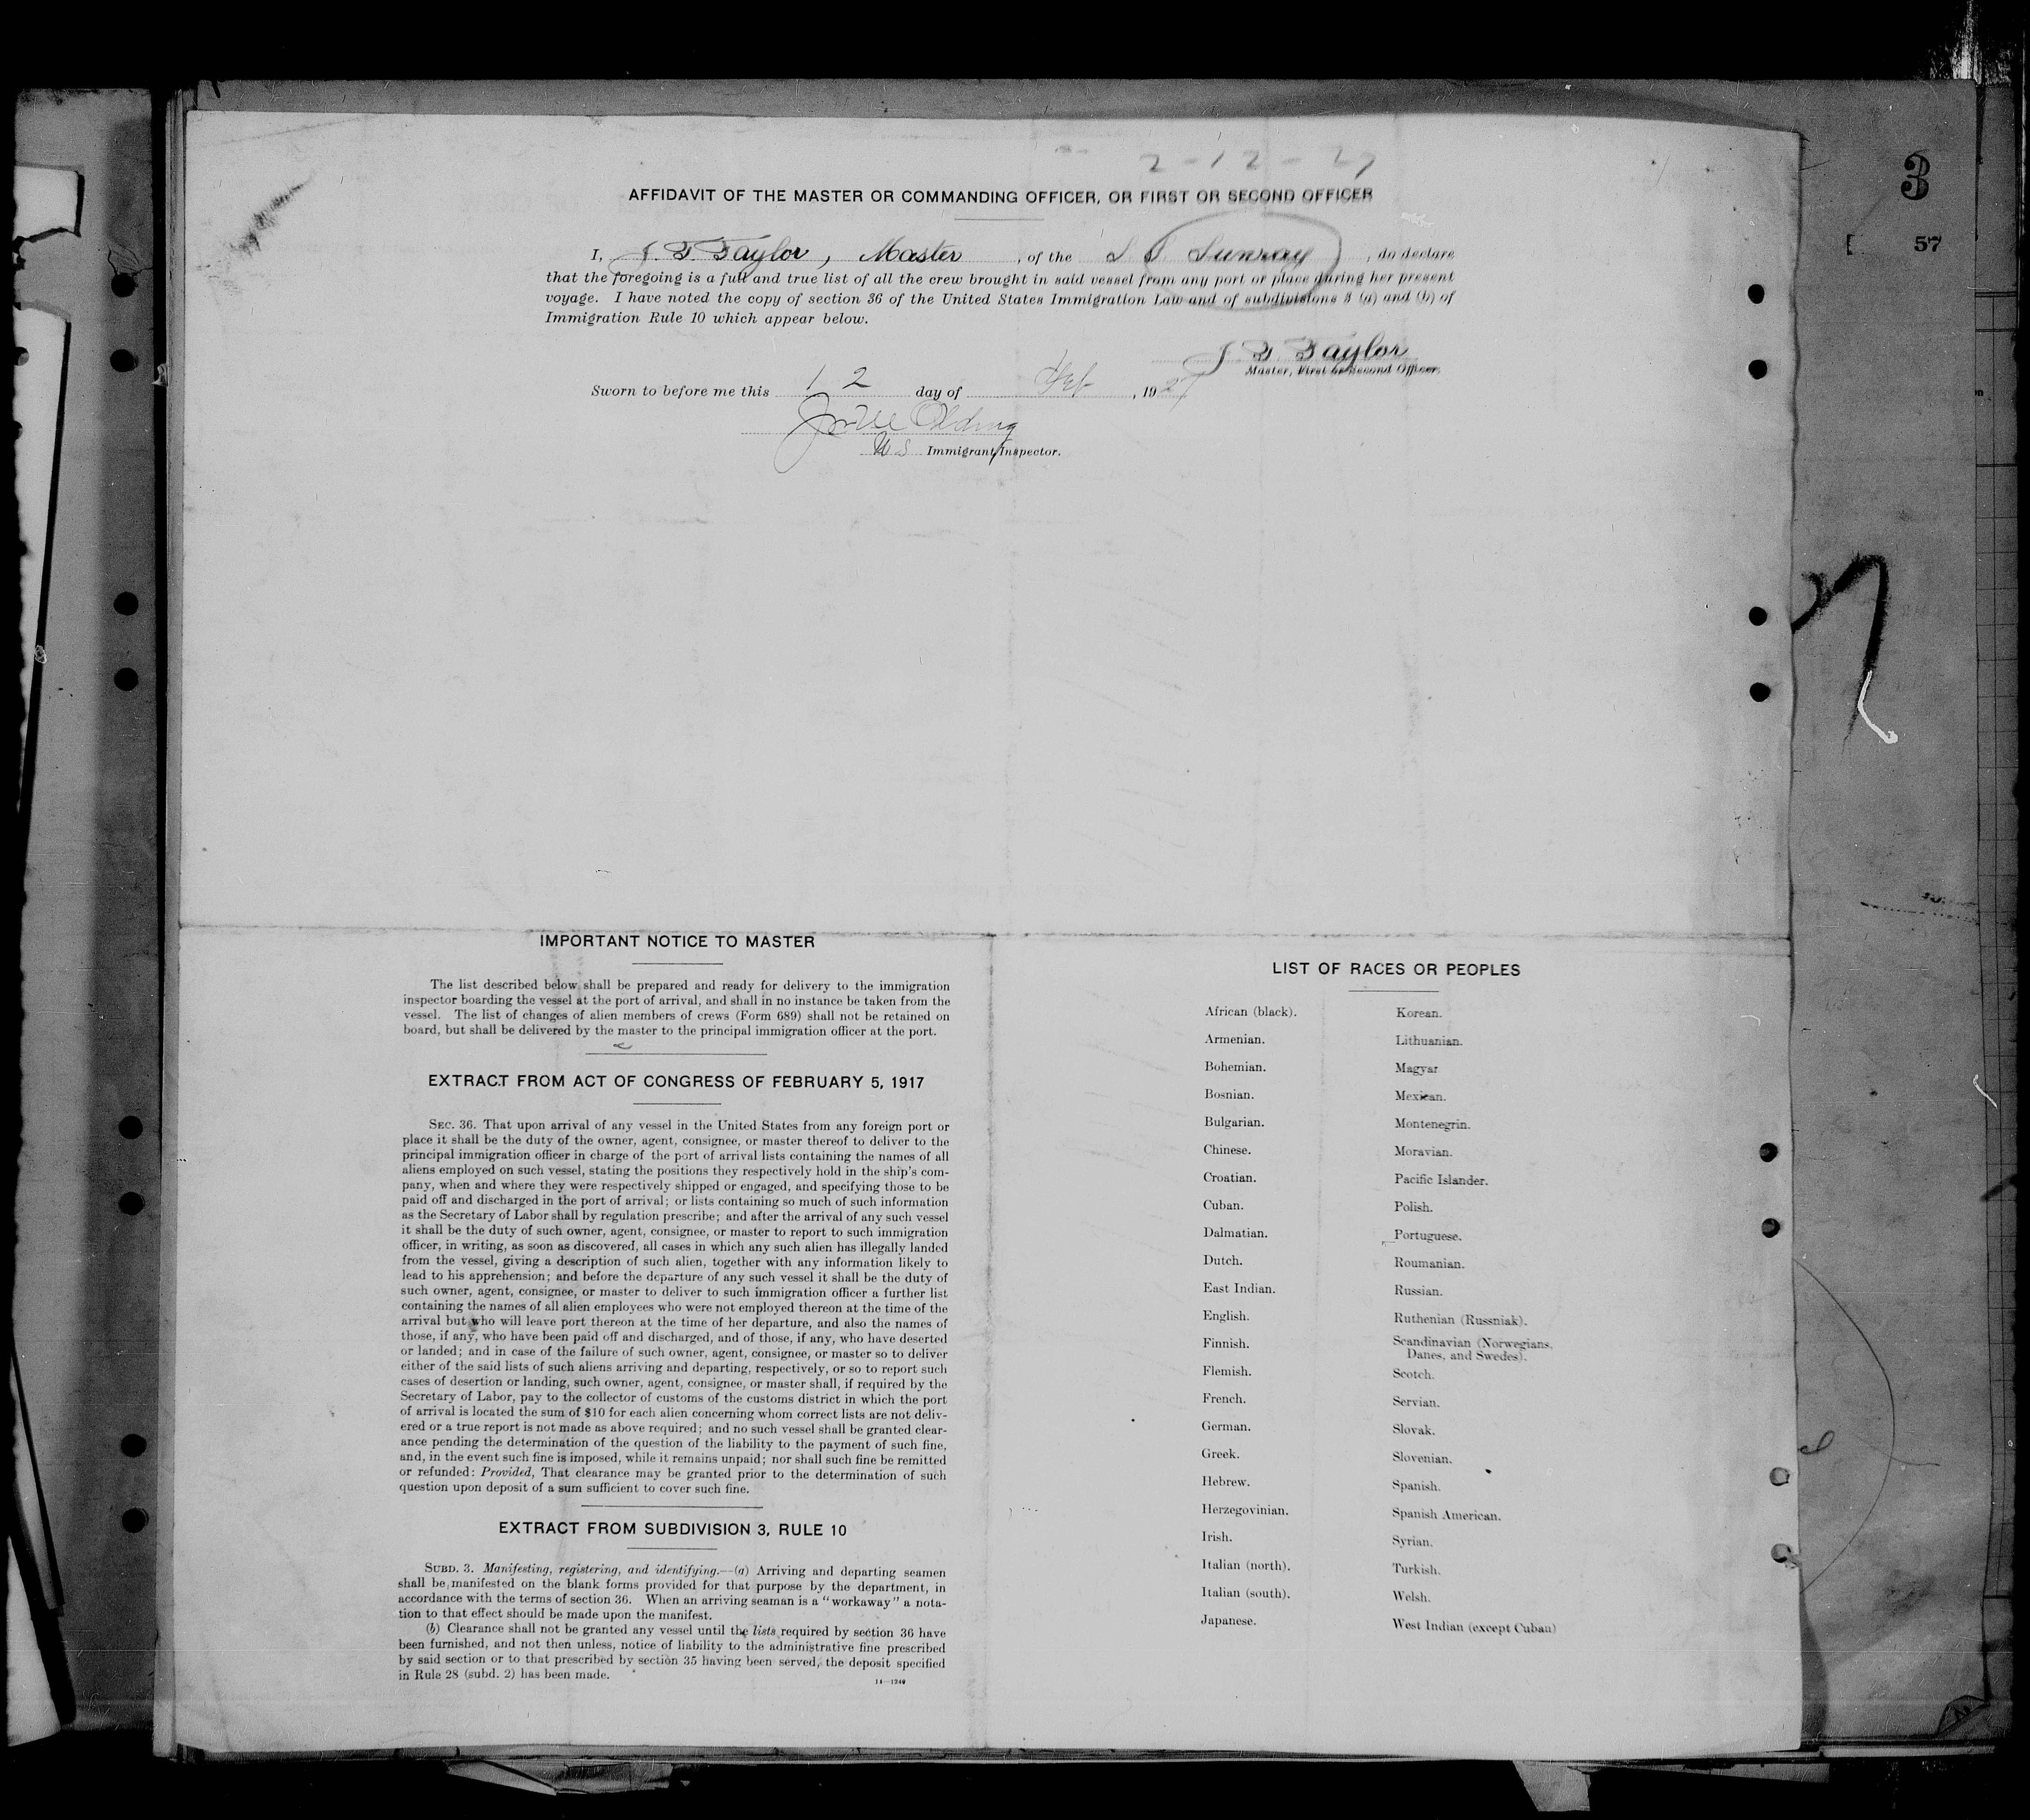 2-12-27
AFFIDAVIT OF THE MASTER OR COMMANDING OFFICER, OR FIRST OR SECOND OFFICER
I, J. F. Taylor, Master, of the S S Sunray, do declare
that the foregoing is a full and true list of all the crew brought in said vessel from any port or place during her present
voyage. I have noted the copy of section 36 of the United States Immigration Law and of subdivisions 3 (a) and (b) of
Immigration Rule 10 which appear below.
J F Taylor
Master, First or Second Officer.
Sworn to before me this 12 day of Feb, 1927
US Immigrant Inspector.
3
57
IMPORTANT NOTICE TO MASTER
The list described below shall be prepared and ready for delivery to the immigration
inspector boarding the vessel at the port of arrival, and shall in no instance be taken from the
vessel. The list of changes of alien members of crews (Form 689) shall not be retained on
board, but shall be delivered by the master to the principal immigration officer at the port.
EXTRACT FROM ACT OF CONGRESS OF FEBRUARY 5, 1917
SEC. 36. That upon arrival of any vessel in the United States from any foreign port or
place it shall be the duty of the owner, agent, consignee, or master thereof to deliver to the
principal immigration officer in charge of the port of arrival lists containing the names of all
aliens employed on such vessel, stating the positions they respectively hold in the ship's com-
pany, when and where they were respectively shipped or engaged, and specifying those to be
paid off and discharged in the port of arrival; or lists containing so much of such information
as the Secretary of Labor shall by regulation prescribe; and after the arrival of any such vessel
it shall be the duty of such owner, agent, consignee, or master to report to such immigration
officer, in writing, as soon as discovered, all cases in which any such alien has illegally landed
from the vessel, giving a description of such alien, together with any information likely to
lead to his apprehension; and before the departure of any such vessel it shall be the duty of
such owner, agent, consignee, or master to deliver to such immigration officer a further list
containing the names of all alien employees who were not employed thereon at the time of the
arrival but who will leave port thereon at the time of her departure, and also the names of
those, if any, who have been paid off and discharged, and of those, if any, who have deserted
or landed; and in case of the failure of such owner, agent, consignee, or master so to deliver
either of the said lists of such aliens arriving and departing, respectively, or so to report such
cases of desertion or landing, such owner, agent, consignee, or master shall, if required by the
Secretary of Labor, pay to the collector of customs of the customs district in which the port
of arrival is located the sum of $10 for each alien concerning whom correct lists are not deliv-
ered or a true report is not made as above required; and no such vessel shall be granted clear-
ance pending the determination of the question of the liability to the payment of such fine,
and, in the event such fine is imposed, while it remains unpaid; nor shall such fine be remitted
or refunded: Provided, That clearance may be granted prior to the determination of such
question upon deposit of a sum sufficient to cover such fine.
EXTRACT FROM SUBDIVISION 3, RULE 10
SUBD. 3. Manifesting, registering, and identifying.—(a) Arriving and departing seamen
shall be manifested on the blank forms provided for that purpose by the department, in
accordance with the terms of section 36. When an arriving seaman is a "workaway" a nota-
tion to that effect should be made upon the manifest.
(b) Clearance shall not be granted any vessel until the lists required by section 36 have
been furnished, and not then unless, notice of liability to the administrative fine prescribed
by said section or to that prescribed by section 35 having been served, the deposit specified
in Rule 28 (subd. 2) has been made.
14—1240
LIST OF RACES OR PEOPLES
African (black).
Armenian.
Bohemian.
Bosnian.
Bulgarian.
Chinese.
Croatian.
Cuban.
Dalmatian.
Dutch.
East Indian.
English.
Finnish.
Flemish.
French.
German.
Greek.
Hebrew.
Herzegovinian.
Irish.
Italian (north).
Italian (south).
Japanese.
Korean.
Lithuanian.
Magyar
Mexican.
Montenegrin.
Moravian.
Pacific Islander.
Polish.
Portuguese.
Roumanian.
Russian.
Ruthenian (Russniak).
Scandinavian (Norwegians,
Danes, and Swedes).
Scotch.
Servian.
Slovak.
Slovenian.
Spanish.
Spanish American.
Syrian.
Turkish.
Welsh.
West Indian (except Cuban)